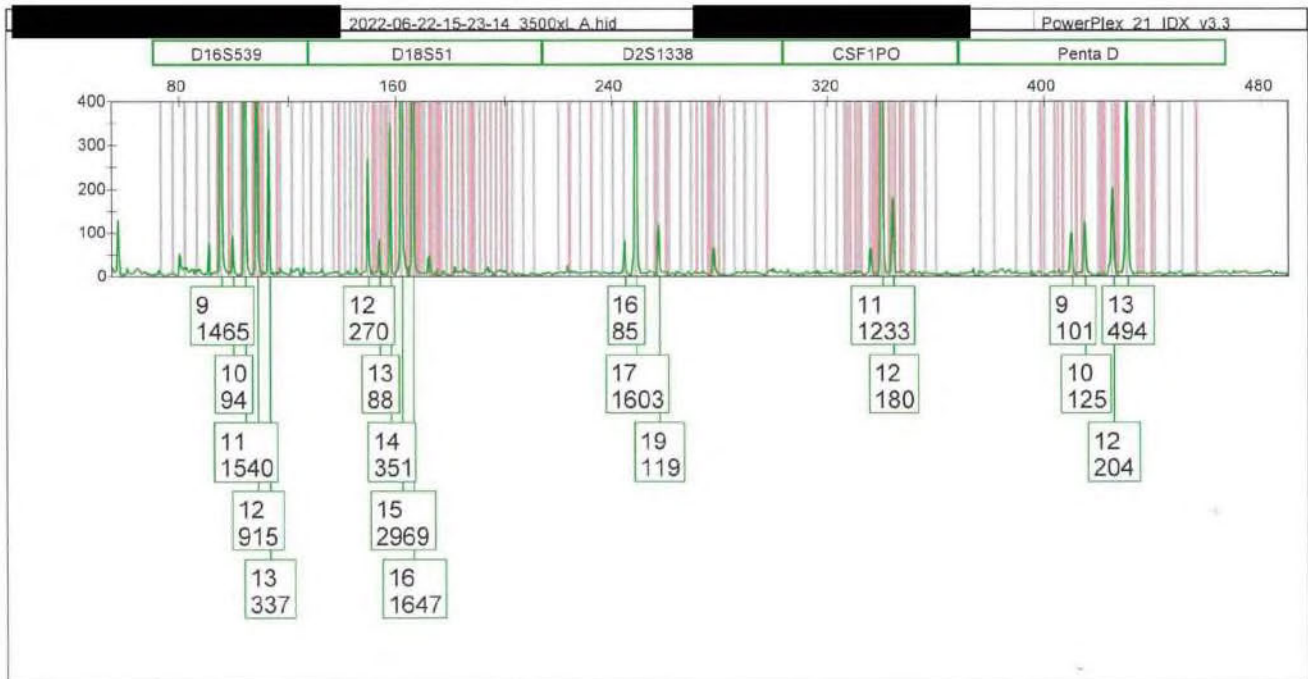 2022-06-22-15-23-14 3500xL A.hid PowerPlex_21_IDX_v3.3
D16S539 D18S51 D2S1338 CSF1PO Penta D
80 160 240 320 400 480
400
300
200
100
0
9 12 16 11 9 13
1465 270 85 1233 101 494
10 13 17 12 10
94 88 1603 180 125
11 14 19 12
1540 351 119 204
12 15
915 2969
13 16
337 1647